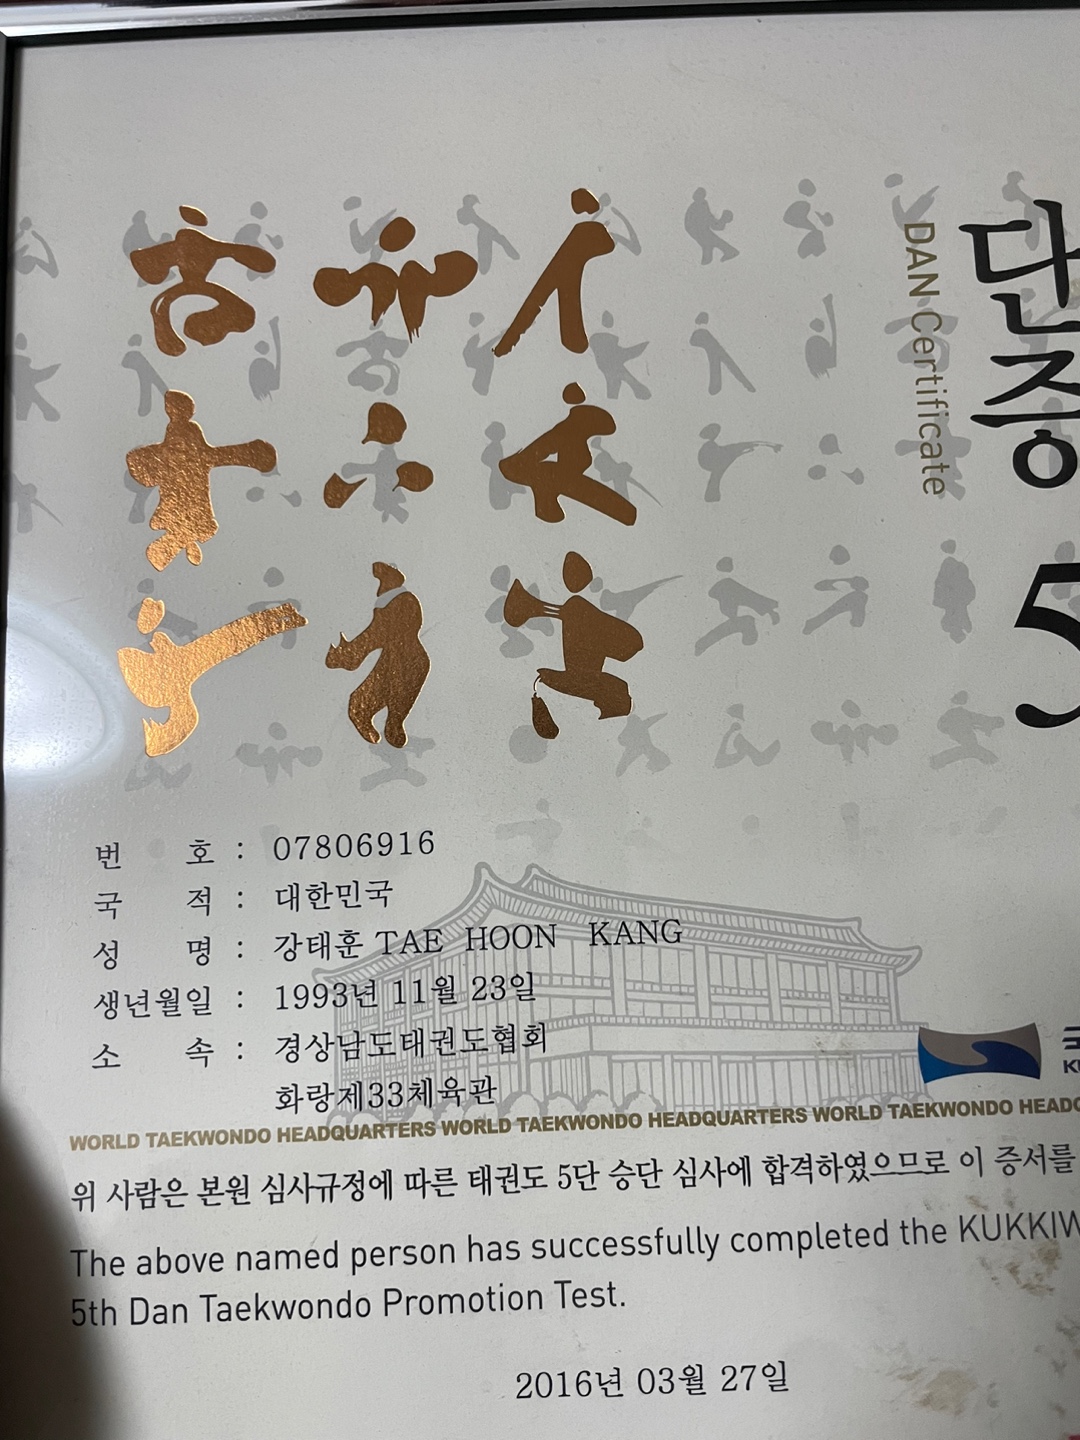 단증
DAN Certificate
5
번 호 : 07806916
국 적 : 대한민국
성 명 : 강태훈 TAE HOON KANG
생년월일 : 1993년 11월 23일
소 속 : 경상남도태권도협회
화랑제33체육관
WORLD TAEKWONDO HEADQUARTERS WORLD TAEKWONDO HEADQUARTERS WORLD TAEKWONDO HEADQ
위 사람은 본원 심사규정에 따른 태권도 5단 승단 심사에 합격하였으므로 이 증서를
The above named person has successfully completed the KUKKIW
5th Dan Taekwondo Promotion Test.
2016년 03월 27일